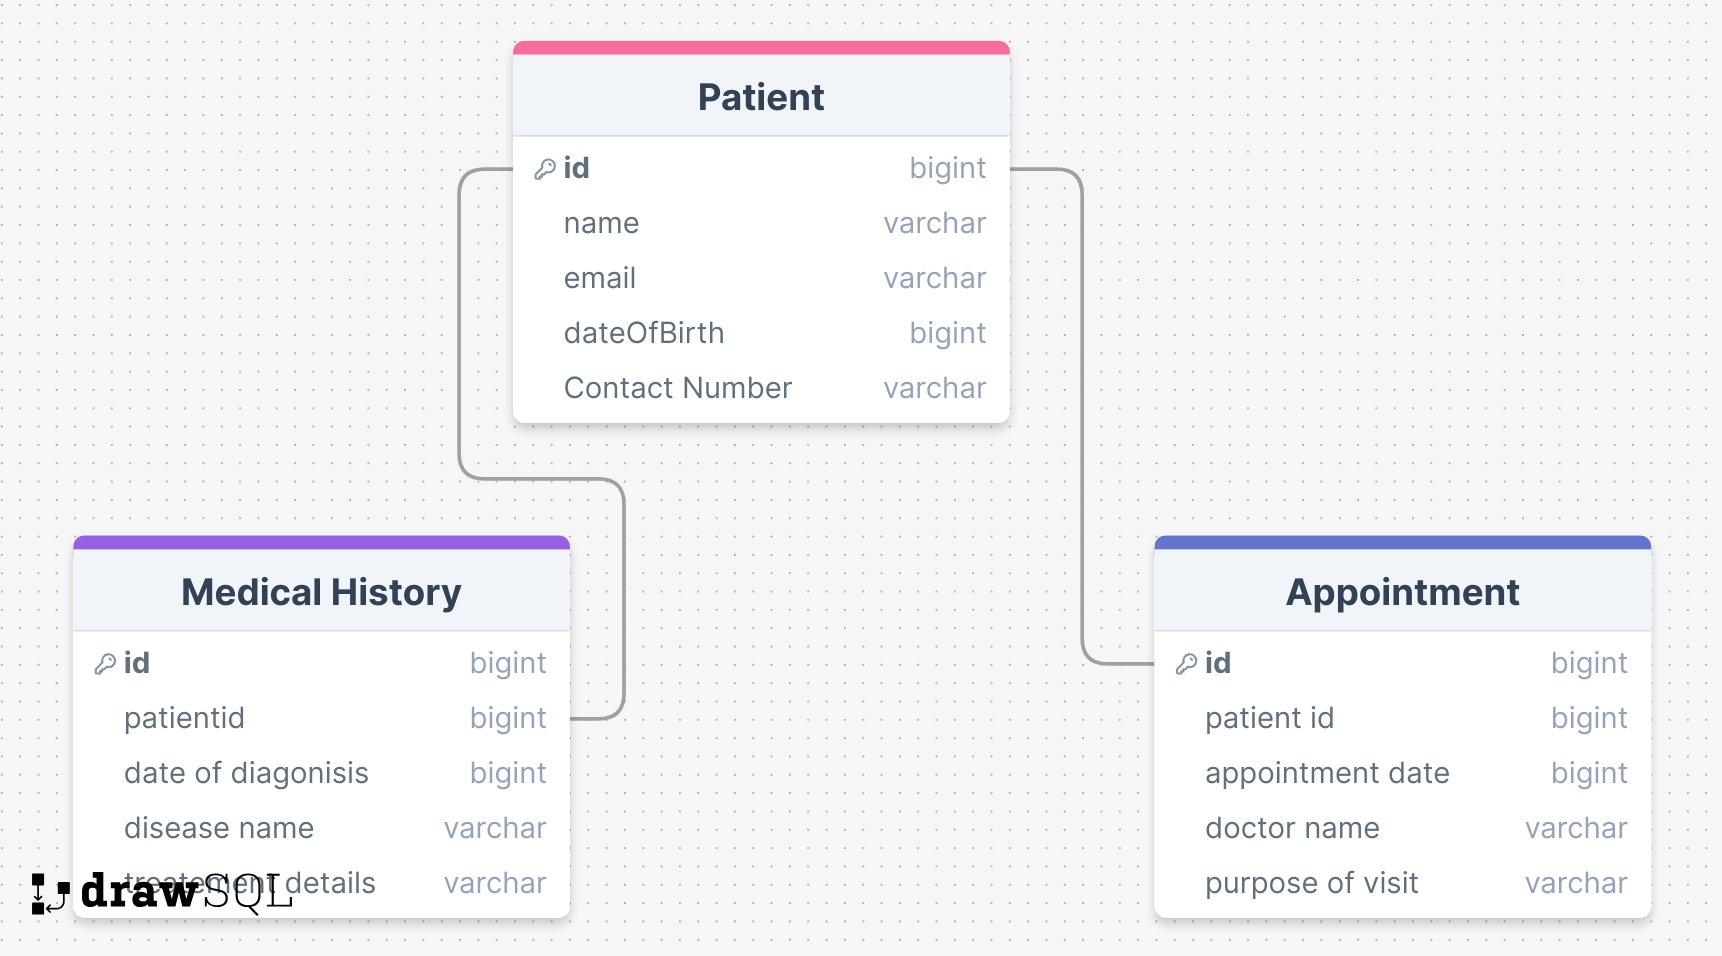 Patient
id bigint
name varchar
email varchar
dateOfBirth bigint
Contact Number varchar
Medical History
id bigint
patientid bigint
date of diagonisis bigint
disease name varchar
treatement details varchar
drawSQL
Appointment
id bigint
patient id bigint
appointment date bigint
doctor name varchar
purpose of visit varchar